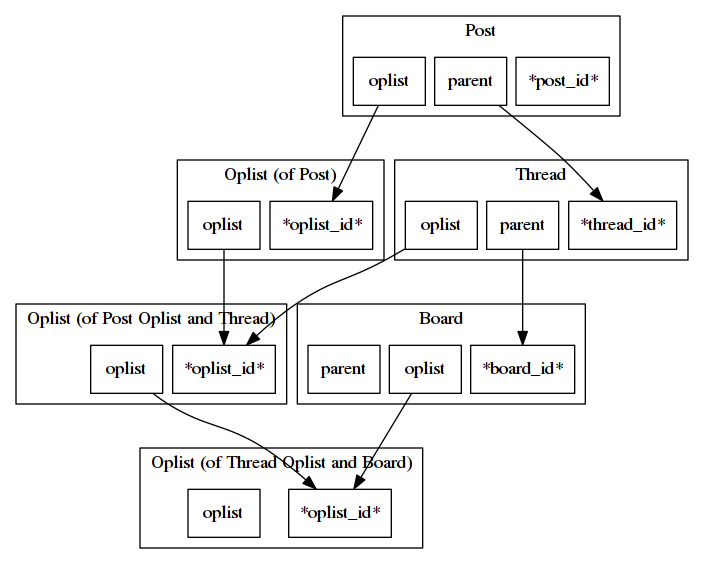 Post
oplist
parent
*post_id*
Oplist (of Post)
oplist
*oplist_id*
Thread
oplist
parent
*thread_id*
Oplist (of Post Oplist and Thread)
oplist
*oplist_id*
Board
parent
oplist
*board_id*
Oplist (of Thread Oplist and Board)
oplist
*oplist_id*